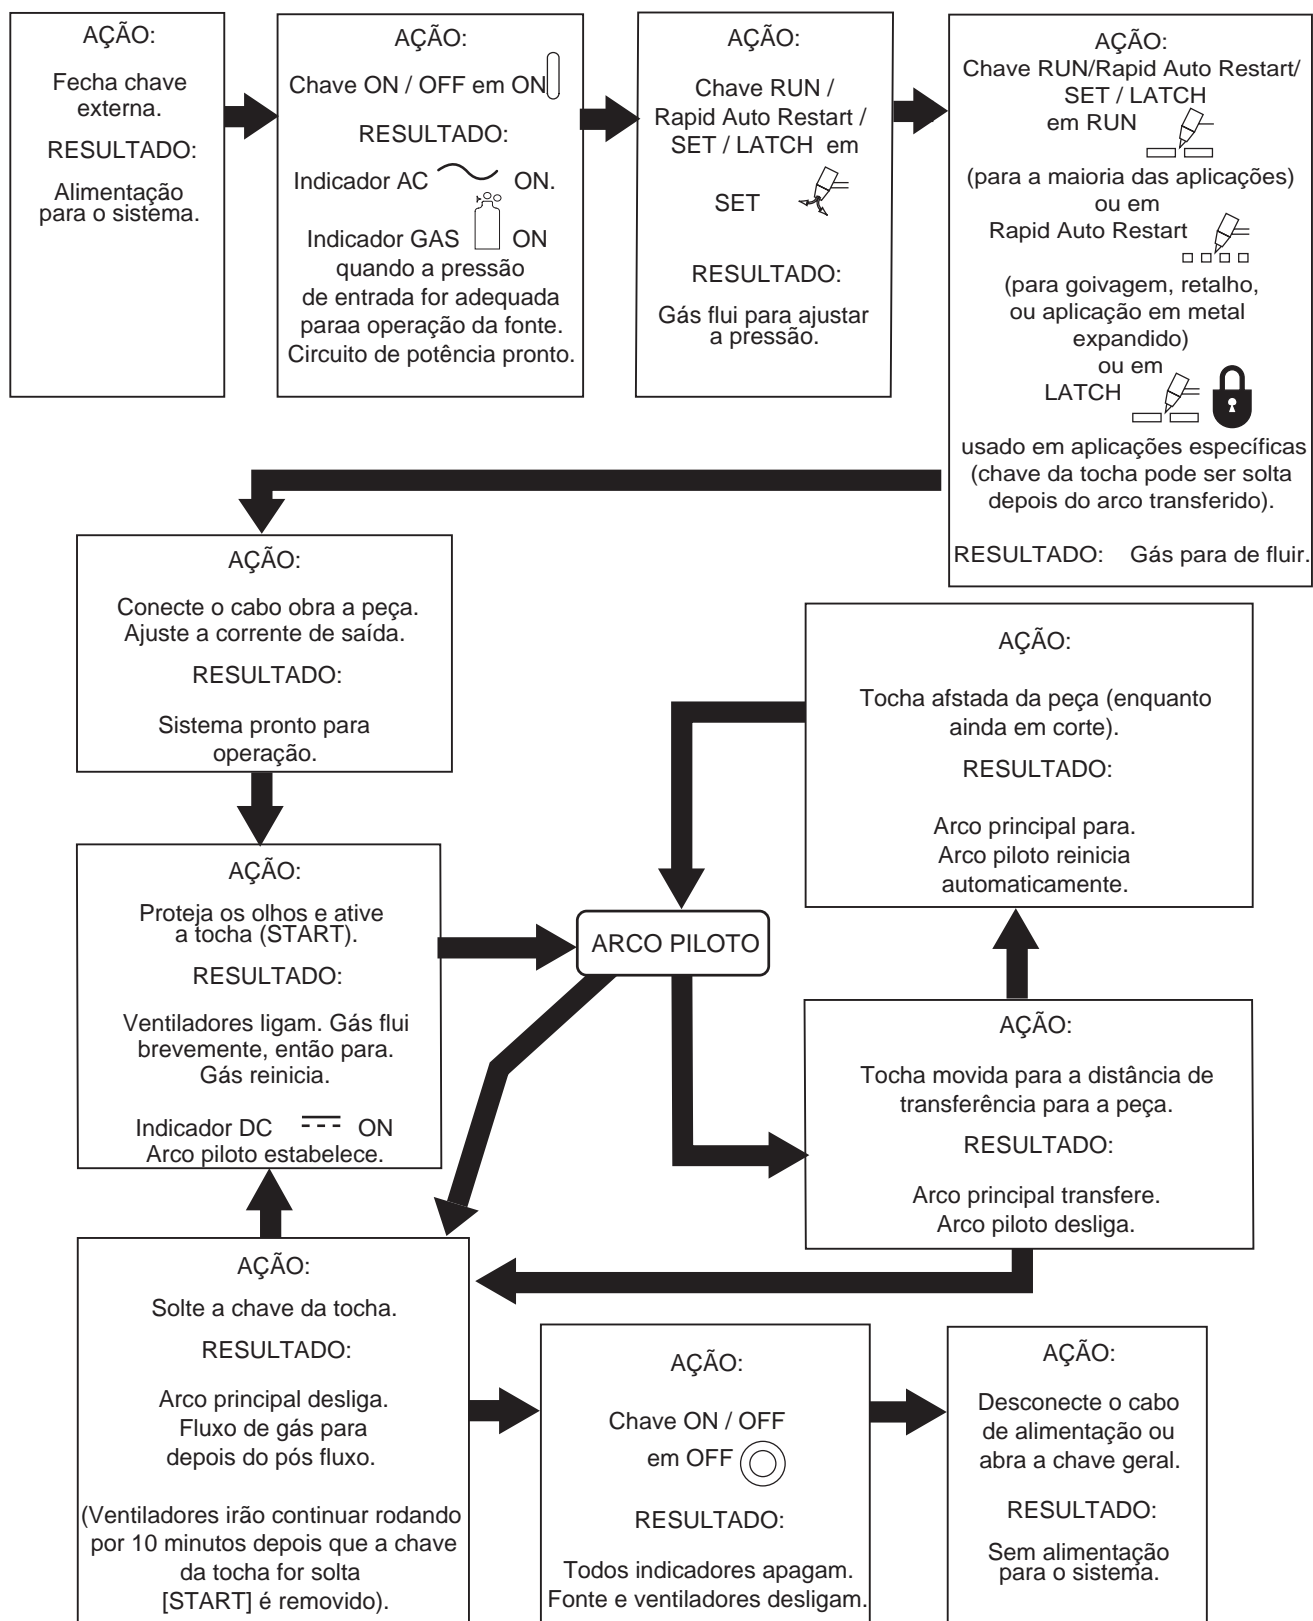 AÇÃO:
Fecha chave
externa.
RESULTADO:
Alimentação
para o sistema.
AÇÃO:
Chave ON / OFF em ON
RESULTADO:
Indicador AC ON.
Indicador GAS ON
quando a pressão
de entrada for adequada
paraa operação da fonte.
Circuito de potência pronto.
AÇÃO:
Chave RUN /
Rapid Auto Restart /
SET / LATCH em
SET
RESULTADO:
Gás flui para ajustar
a pressão.
AÇÃO:
Chave RUN/Rapid Auto Restart/
SET / LATCH
em RUN
(para a maioria das aplicações)
ou em
Rapid Auto Restart
(para goivagem, retalho,
ou aplicação em metal
expandido)
ou em
LATCH
usado em aplicações específicas
(chave da tocha pode ser solta
depois do arco transferido).
RESULTADO: Gás para de fluir.
AÇÃO:
Conecte o cabo obra a peça.
Ajuste a corrente de saída.
RESULTADO:
Sistema pronto para
operação.
AÇÃO:
Proteja os olhos e ative
a tocha (START).
RESULTADO:
Ventiladores ligam. Gás flui
brevemente, então para.
Gás reinicia.
Indicador DC ON
Arco piloto estabelece.
ARCO PILOTO
AÇÃO:
Tocha afstada da peça (enquanto
ainda em corte).
RESULTADO:
Arco principal para.
Arco piloto reinicia
automaticamente.
AÇÃO:
Tocha movida para a distância de
transferência para a peça.
RESULTADO:
Arco principal transfere.
Arco piloto desliga.
AÇÃO:
Solte a chave da tocha.
RESULTADO:
Arco principal desliga.
Fluxo de gás para
depois do pós fluxo.
(Ventiladores irão continuar rodando
por 10 minutos depois que a chave
da tocha for solta
[START] é removido).
AÇÃO:
Chave ON / OFF
em OFF
RESULTADO:
Todos indicadores apagam.
Fonte e ventiladores desligam.
AÇÃO:
Desconecte o cabo
de alimentação ou
abra a chave geral.
RESULTADO:
Sem alimentação
para o sistema.